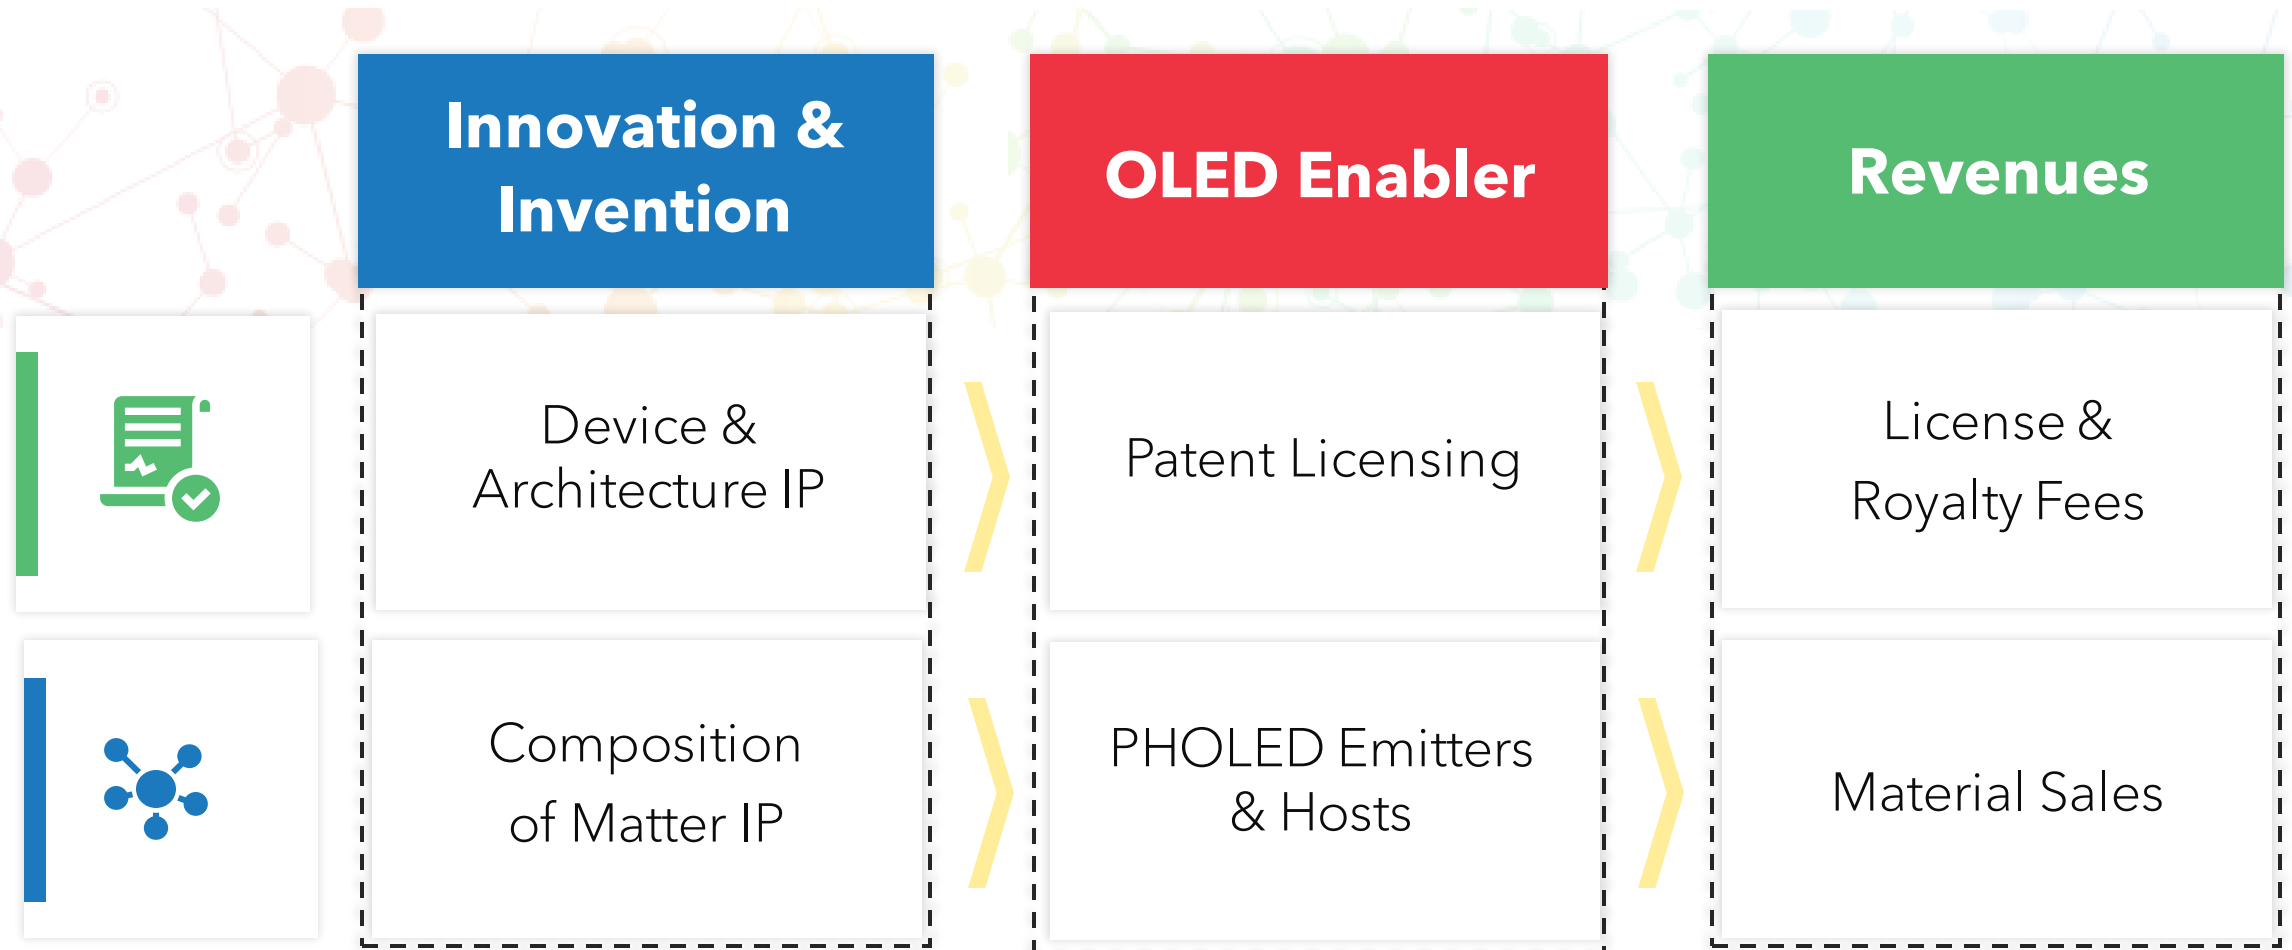 Innovation &
Invention
OLED Enabler
Revenues
Device &
Architecture IP
Patent Licensing
License &
Royalty Fees
Composition
of Matter IP
PHOLED Emitters
& Hosts
Material Sales